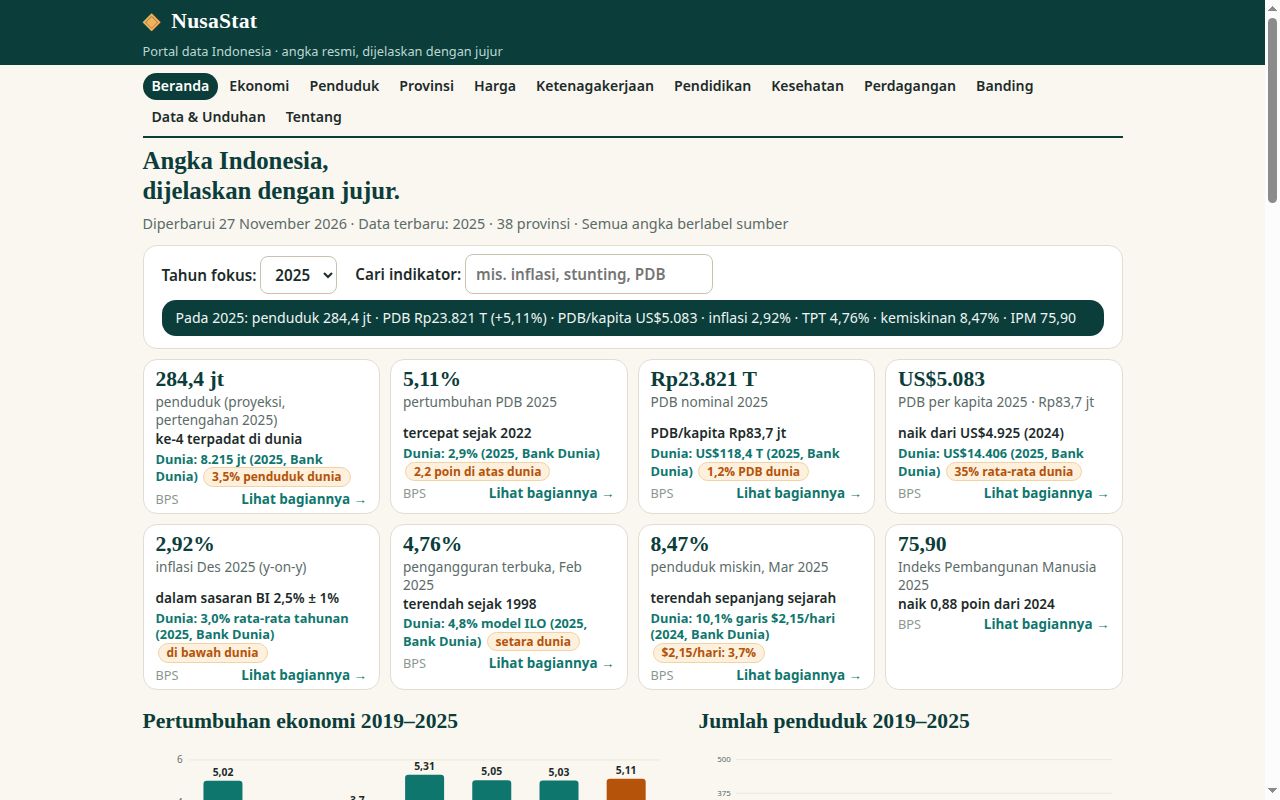 NusaStat
Portal data Indonesia · angka resmi, dijelaskan dengan jujur
Beranda Ekonomi Penduduk Provinsi Harga Ketenagakerjaan Pendidikan Kesehatan Perdagangan Banding
Data & Unduhan Tentang
Angka Indonesia,
dijelaskan dengan jujur.
Diperbarui 27 November 2026 · Data terbaru: 2025 · 38 provinsi · Semua angka berlabel sumber
Tahun fokus: 2025 Cari indikator: mis. inflasi, stunting, PDB
Pada 2025: penduduk 284,4 jt · PDB Rp23.821 T (+5,11%) · PDB/kapita US$5.083 · inflasi 2,92% · TPT 4,76% · kemiskinan 8,47% · IPM 75,90
284,4 jt
penduduk (proyeksi,
pertengahan 2025)
ke-4 terpadat di dunia
Dunia: 8.215 jt (2025, Bank
Dunia) 3,5% penduduk dunia
BPS Lihat bagiannya →
5,11%
pertumbuhan PDB 2025
tercepat sejak 2022
Dunia: 2,9% (2025, Bank Dunia)
2,2 poin di atas dunia
BPS Lihat bagiannya →
Rp23.821 T
PDB nominal 2025
PDB/kapita Rp83,7 jt
Dunia: US$118,4 T (2025, Bank
Dunia) 1,2% PDB dunia
BPS Lihat bagiannya →
US$5.083
PDB per kapita 2025 · Rp83,7 jt
naik dari US$4.925 (2024)
Dunia: US$14.406 (2025, Bank
Dunia) 35% rata-rata dunia
BPS Lihat bagiannya →
2,92%
inflasi Des 2025 (y-on-y)
dalam sasaran BI 2,5% ± 1%
Dunia: 3,0% rata-rata tahunan
(2025, Bank Dunia)
di bawah dunia
BPS Lihat bagiannya →
4,76%
pengangguran terbuka, Feb
2025
terendah sejak 1998
Dunia: 4,8% model ILO (2025,
Bank Dunia) setara dunia
BPS Lihat bagiannya →
8,47%
penduduk miskin, Mar 2025
terendah sepanjang sejarah
Dunia: 10,1% garis $2,15/hari
(2024, Bank Dunia)
$2,15/hari: 3,7%
BPS Lihat bagiannya →
75,90
Indeks Pembangunan Manusia
2025
naik 0,88 poin dari 2024
BPS Lihat bagiannya →
Pertumbuhan ekonomi 2019–2025
6
5,02
5,31
5,05
5,03
5,11
Jumlah penduduk 2019–2025
500
375